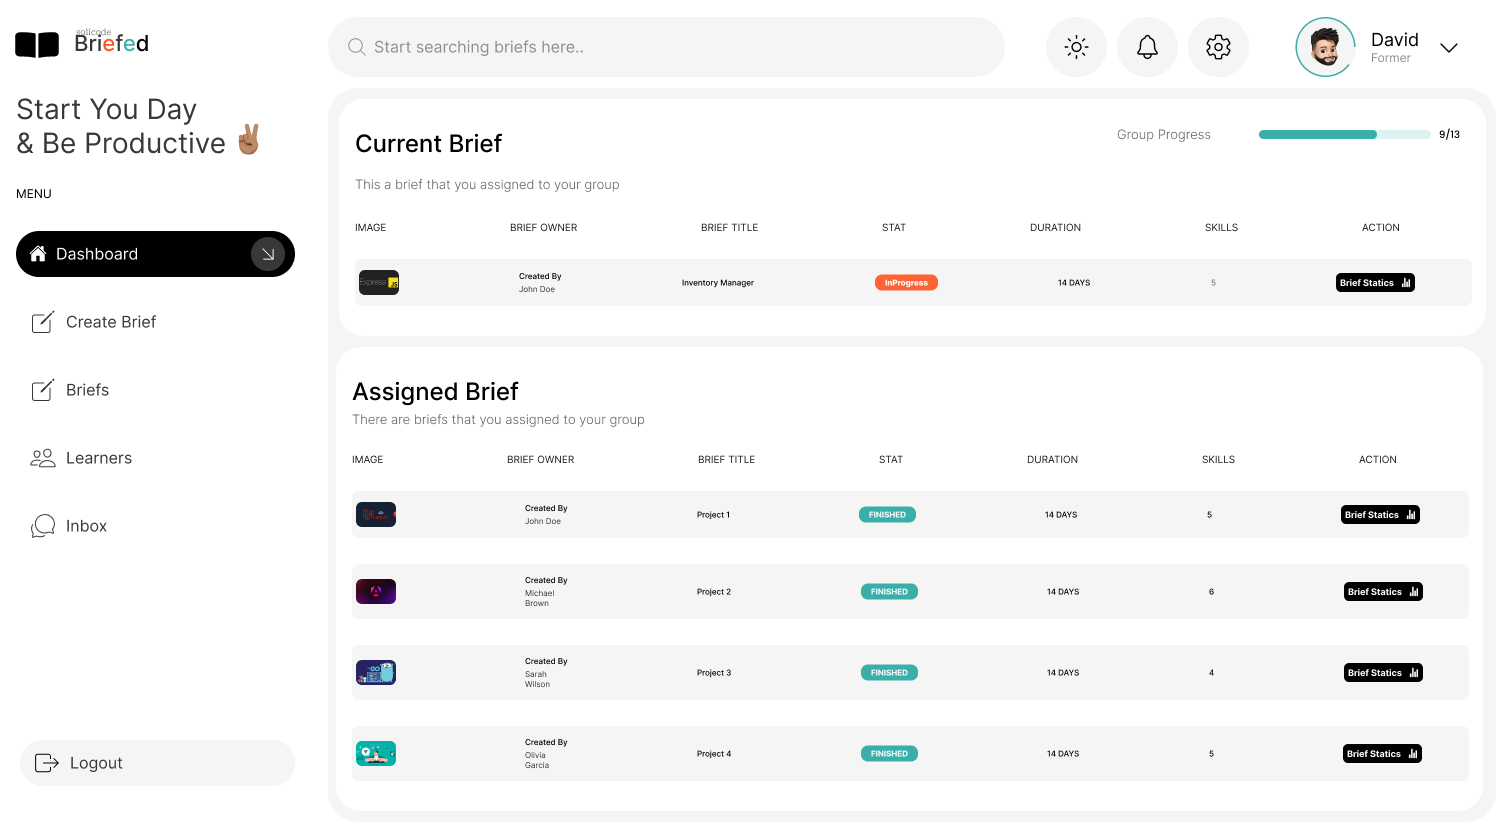 solicode
Briefed
Start searching briefs here..
David
Former
Start You Day
& Be Productive ✌🏽
MENU
Dashboard
Create Brief
Briefs
Learners
Inbox
Logout
Current Brief
Group Progress
9/13
This a brief that you assigned to your group
IMAGE BRIEF OWNER BRIEF TITLE STAT DURATION SKILLS ACTION
Express JS
Created By
John Doe
Inventory Manager
InProgress
14 DAYS
5
Brief Statics
Assigned Brief
There are briefs that you assigned to your group
IMAGE BRIEF OWNER BRIEF TITLE STAT DURATION SKILLS ACTION
Created By
John Doe
Project 1
FINISHED
14 DAYS
5
Brief Statics
Created By
Michael
Brown
Project 2
FINISHED
14 DAYS
6
Brief Statics
Created By
Sarah
Wilson
Project 3
FINISHED
14 DAYS
4
Brief Statics
Created By
Olivia
Garcia
Project 4
FINISHED
14 DAYS
5
Brief Statics